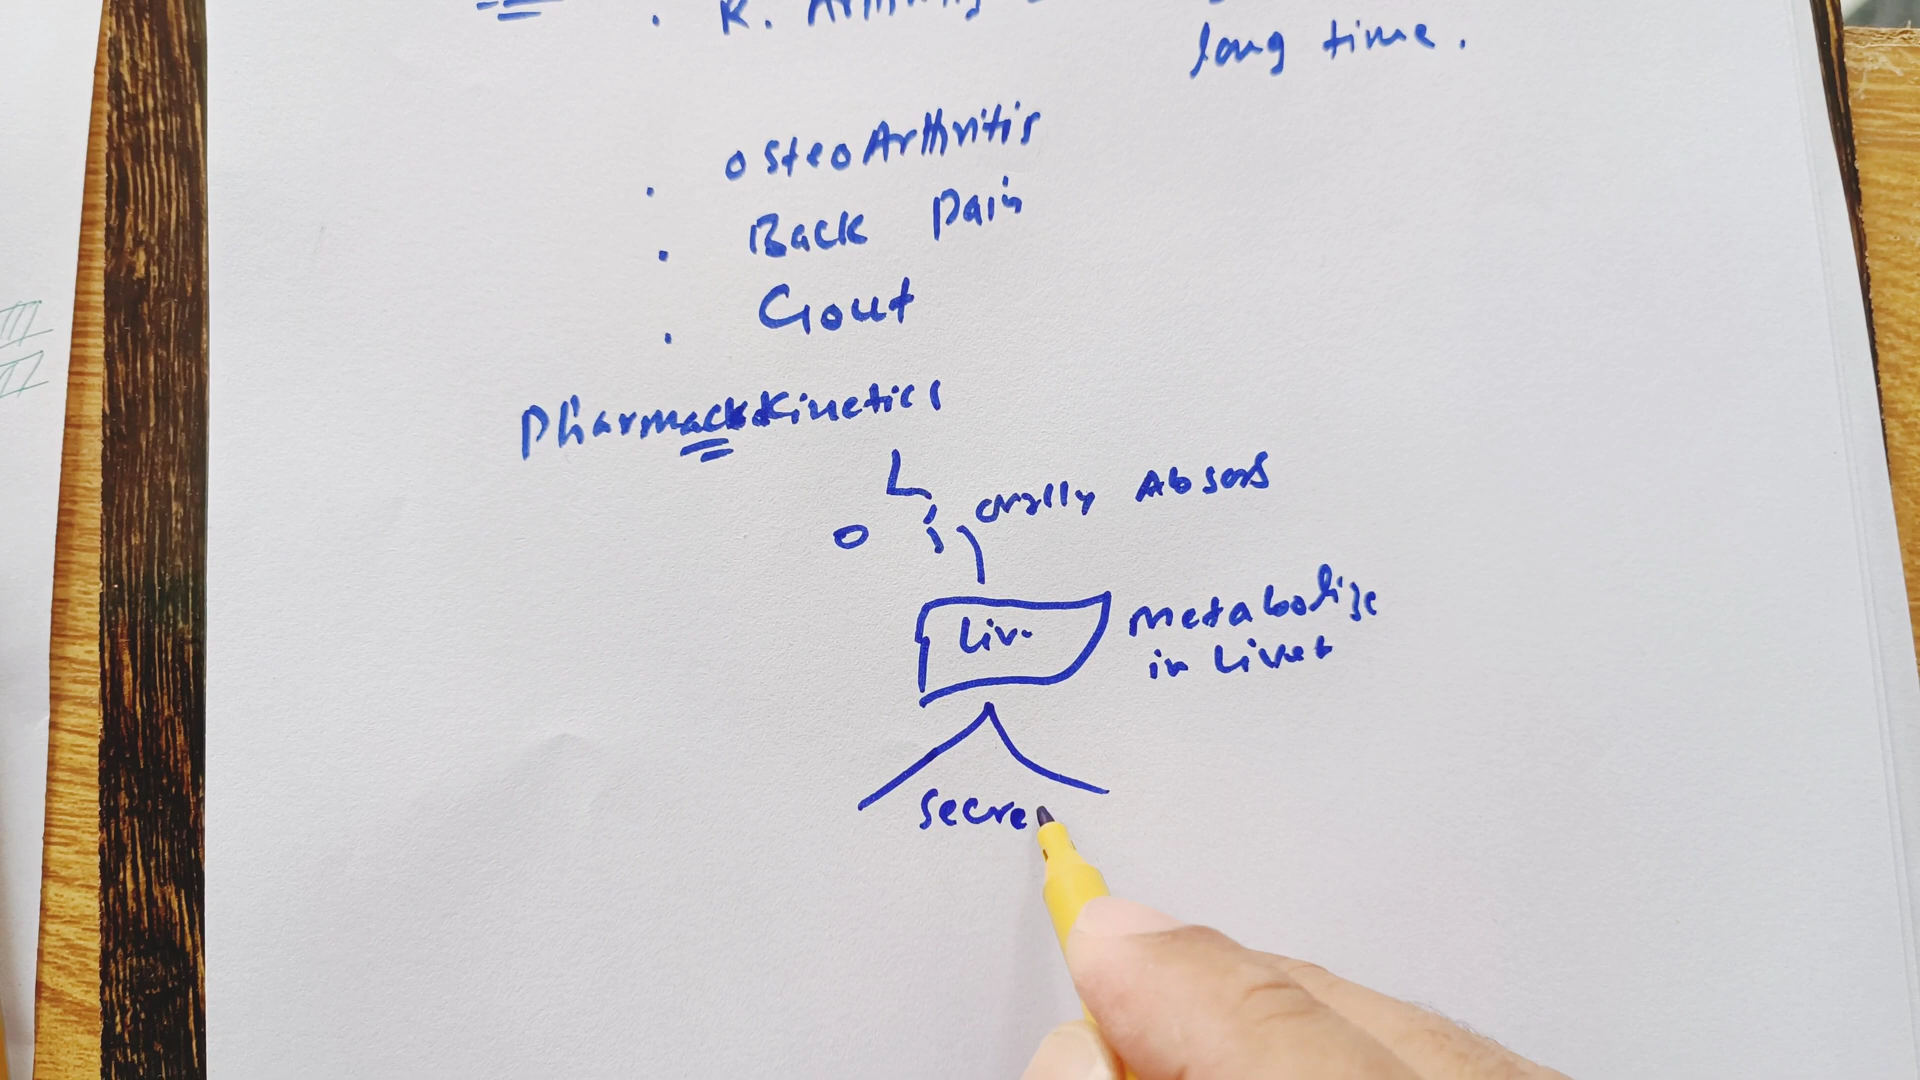 R.
long time.
. OsteoArthritis
. Back Pain
. Gout
Pharmackokinetics
orally Absorb
Liv.
Metabolize
in Liver
Secre